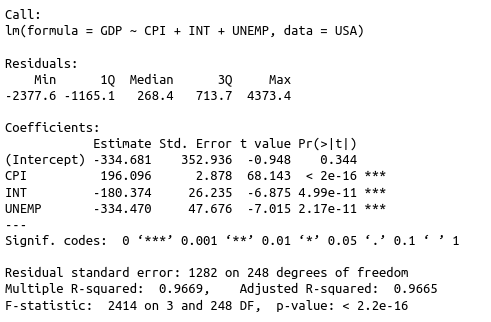 Call:
lm(formula = GDP ~ CPI + INT + UNEMP, data = USA)
Residuals:
Min 1Q Median 3Q Max
-2377.6 -1165.1 268.4 713.7 4373.4
Coefficients:
Estimate Std. Error t value Pr(>|t|)
(Intercept) -334.681 352.936 -0.948 0.344
CPI 196.096 2.878 68.143 < 2e-16 ***
INT -180.374 26.235 -6.875 4.99e-11 ***
UNEMP -334.470 47.676 -7.015 2.17e-11 ***
---
Signif. codes: 0 ‘***’ 0.001 ‘**’ 0.01 ‘*’ 0.05 ‘.’ 0.1 ‘ ’ 1
Residual standard error: 1282 on 248 degrees of freedom
Multiple R-squared: 0.9669, Adjusted R-squared: 0.9665
F-statistic: 2414 on 3 and 248 DF, p-value: < 2.2e-16